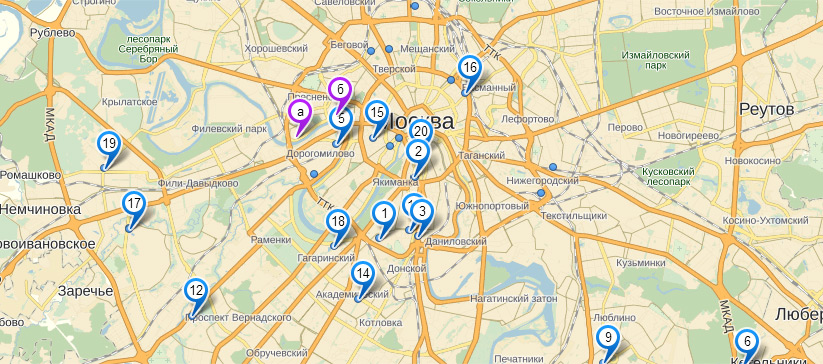 Строгино
Савеловский
Сокольники
Восточное Измайлово
Рублево
лесопарк
Серебряный
Бор
Хорошевский
Беговой
Мещанский
ТТК
Измайловский
парк
Тверской
16
Басманный
МКАД
Крылатское
Пресненский
б
а
5
15
Москва
20
Лефортово
Реутов
Филевский парк
Перово
Новокосино
19
Дорогомилово
2
Таганский
Кусковский
лесопарк
Ромашково
Фили-Давыдково
Якиманка
Нижегородский
17
ТТК
1
3
Южнопортовый
Немчиновка
18
Текстильщики
Косино-Ухтомский
Новоивановское
Раменки
Даниловский
Гагаринский
Донской
Кузьминки
14
Заречье
12
Академический
Нагатинский затон
МКАД
Проспект Вернадского
Котловка
Люблино
Люберцы
9
6
Обручевский
Печатники
Котельники